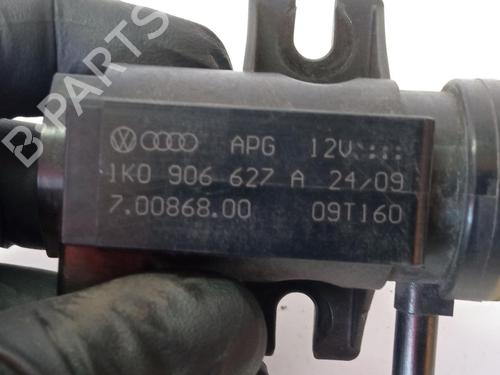 APG 12V
1K0 906 627 A 24/09
7.00868.00 09T160
B-PARTS